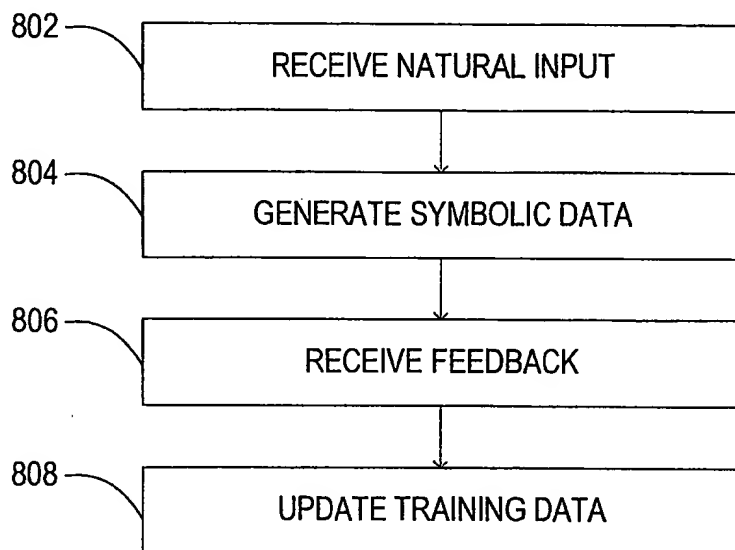 802
RECEIVE NATURAL INPUT
804
GENERATE SYMBOLIC DATA
806
RECEIVE FEEDBACK
808
UPDATE TRAINING DATA